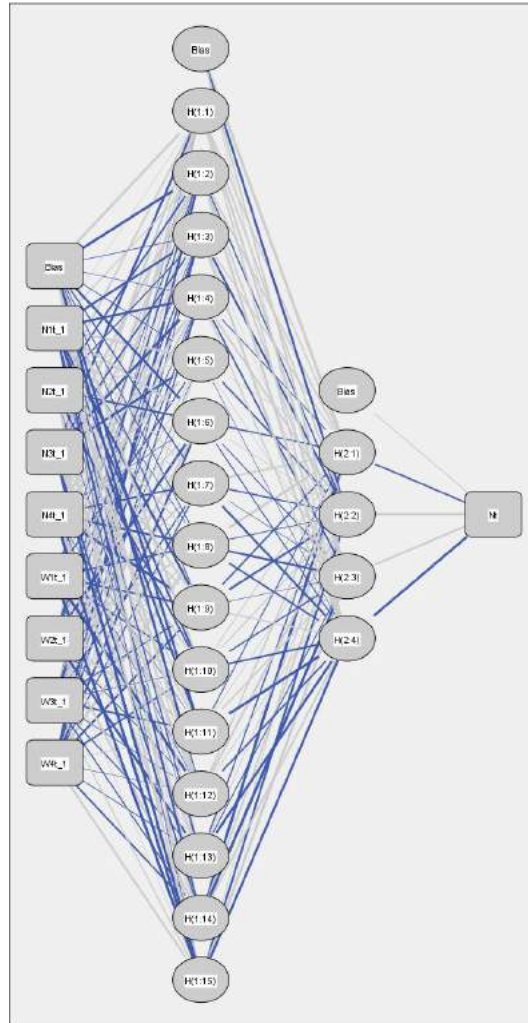 Bias
N1t_1
N2t_1
N3t_1
N4t_1
W1t_1
W2t_1
W3t_1
W4t_1
Bias
H(1:1)
H(1:2)
H(1:3)
H(1:4)
H(1:5)
H(1:6)
H(1:7)
H(1:8)
H(1:9)
H(1:10)
H(1:11)
H(1:12)
H(1:13)
H(1:14)
H(1:15)
Bias
H(2:1)
H(2:2)
H(2:3)
H(2:4)
Nt